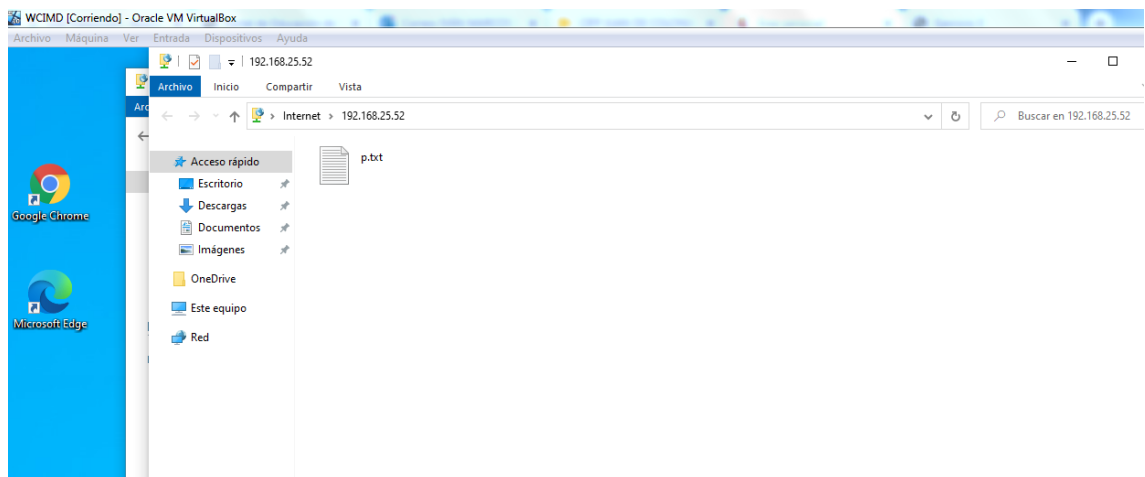 WCIMD [Corriendo] - Oracle VM VirtualBox
Archivo Máquina Ver Entrada Dispositivos Ayuda
192.168.25.52
Archivo Inicio Compartir Vista
Internet > 192.168.25.52
Buscar en 192.168.25.52
Acceso rápido
Escritorio
Descargas
Documentos
Imágenes
OneDrive
Este equipo
Red
p.txt
Google Chrome
Microsoft Edge